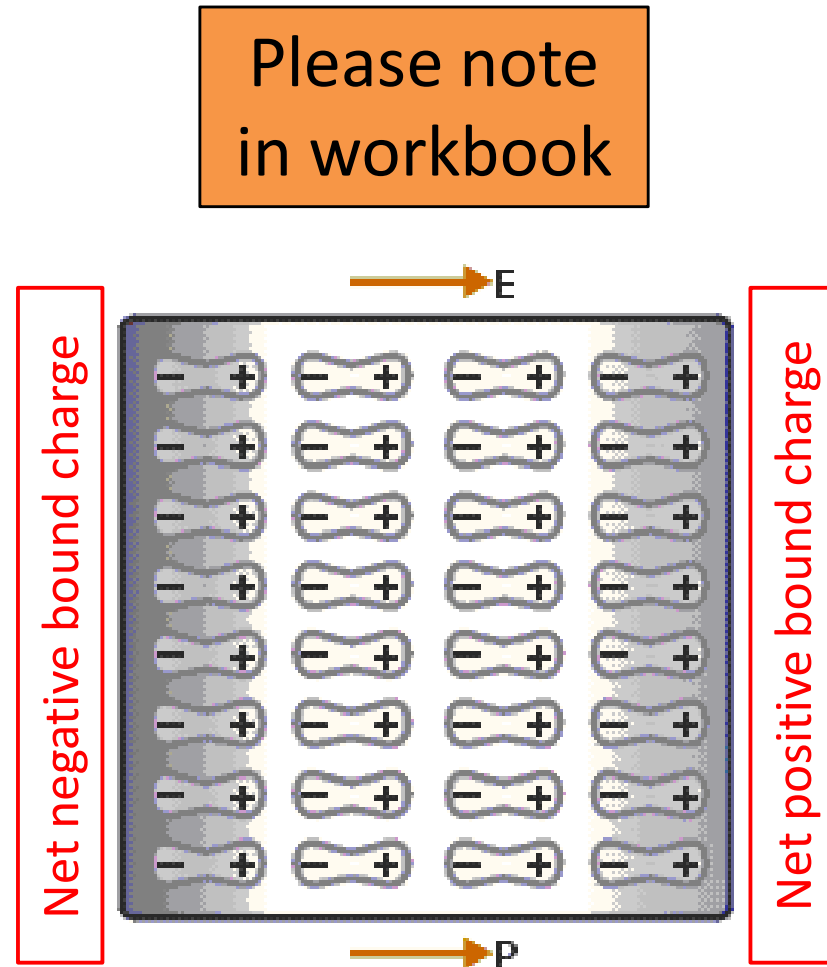 Please note
in workbook
E
Net negative bound charge
− + − + − + − +
− + − + − + − +
− + − + − + − +
− + − + − + − +
− + − + − + − +
− + − + − + − +
− + − + − + − +
− + − + − + − +
Net positive bound charge
P